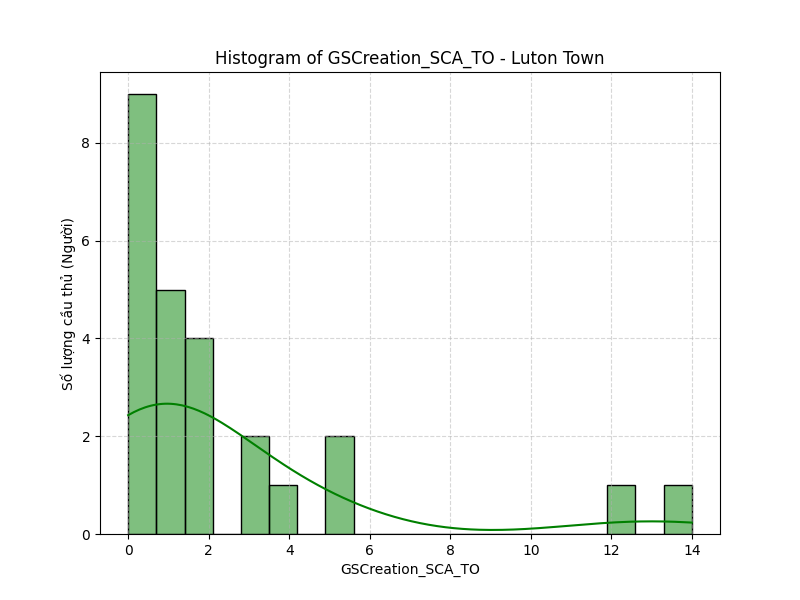 Histogram of GSCreation_SCA_TO - Luton Town
Số lượng cầu thủ (Người)
8
6
4
2
0
0 2 4 6 8 10 12 14
GSCreation_SCA_TO